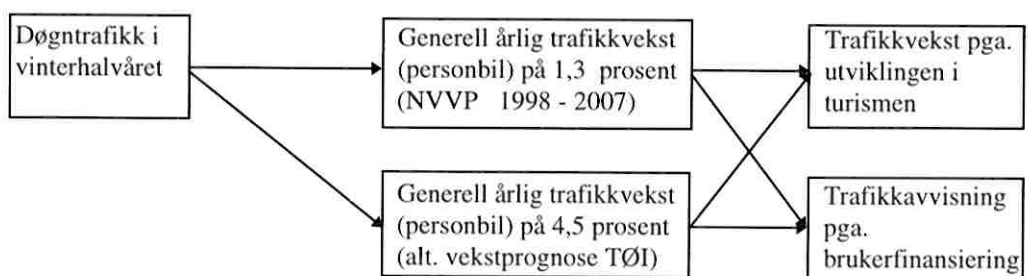 Døgntrafikk i
vinterhalvåret
Generell årlig trafikkvekst
(personbil) på 1,3 prosent
(NVVP 1998 - 2007)
Trafikkvekst pga.
utviklingen i
turismen
Generell årlig trafikkvekst
(personbil) på 4,5 prosent
(alt. vekstprognose TØI)
Trafikkavvisning
pga.
brukerfinansiering